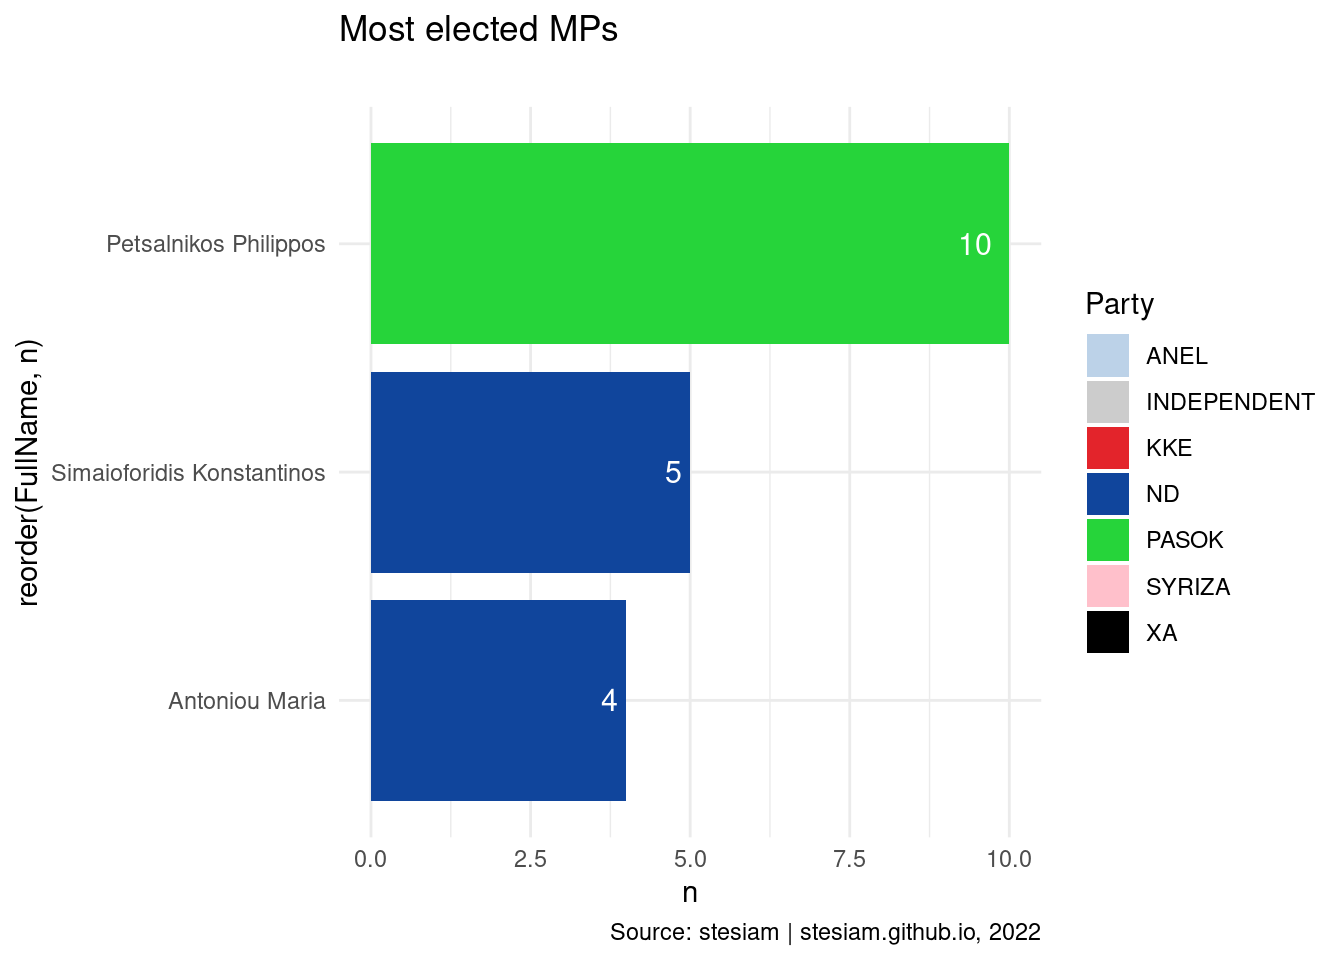 Most elected MPs
reorder(FullName, n)
Petsalnikos Philippos
10
Simaioforidis Konstantinos
5
Antoniou Maria
4
0.0 2.5 5.0 7.5 10.0
n
Party
ANEL
INDEPENDENT
KKE
ND
PASOK
SYRIZA
XA
Source: stesiam | stesiam.github.io, 2022